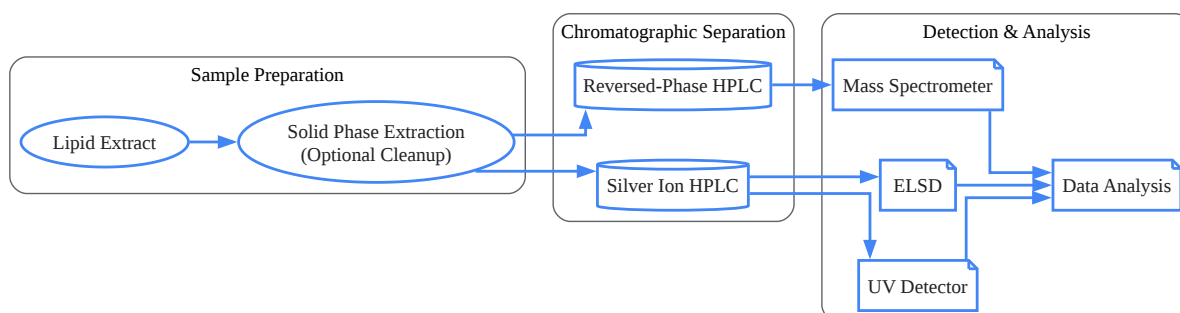 Sample Preparation
Lipid Extract
Solid Phase Extraction
(Optional Cleanup)
Chromatographic Separation
Reversed-Phase HPLC
Silver Ion HPLC
Detection & Analysis
Mass Spectrometer
ELSD
UV Detector
Data Analysis